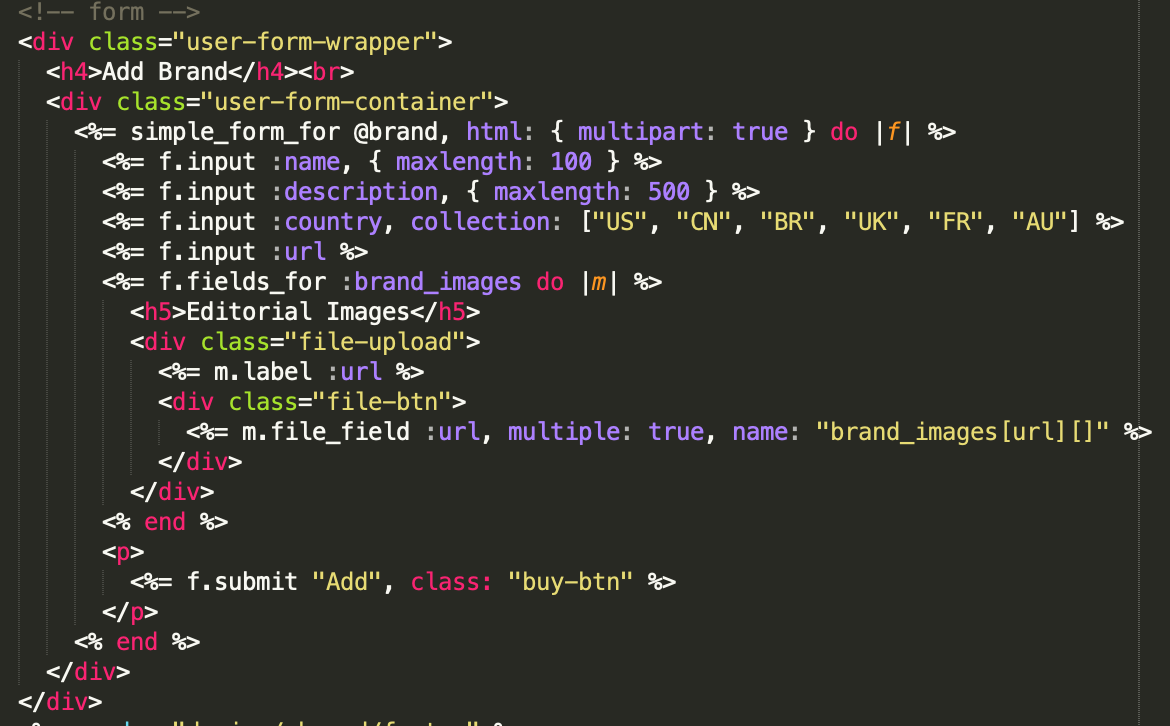 <!-- form -->
<div class="user-form-wrapper">
  <h4>Add Brand</h4><br>
  <div class="user-form-container">
    <%= simple_form_for @brand, html: { multipart: true } do |f| %>
      <%= f.input :name, { maxlength: 100 } %>
      <%= f.input :description, { maxlength: 500 } %>
      <%= f.input :country, collection: ["US", "CN", "BR", "UK", "FR", "AU"] %>
      <%= f.input :url %>
      <%= f.fields_for :brand_images do |m| %>
        <h5>Editorial Images</h5>
        <div class="file-upload">
          <%= m.label :url %>
          <div class="file-btn">
            <%= m.file_field :url, multiple: true, name: "brand_images[url][]" %>
          </div>
        </div>
      <% end %>
      <p>
        <%= f.submit "Add", class: "buy-btn" %>
      </p>
    <% end %>
  </div>
</div>